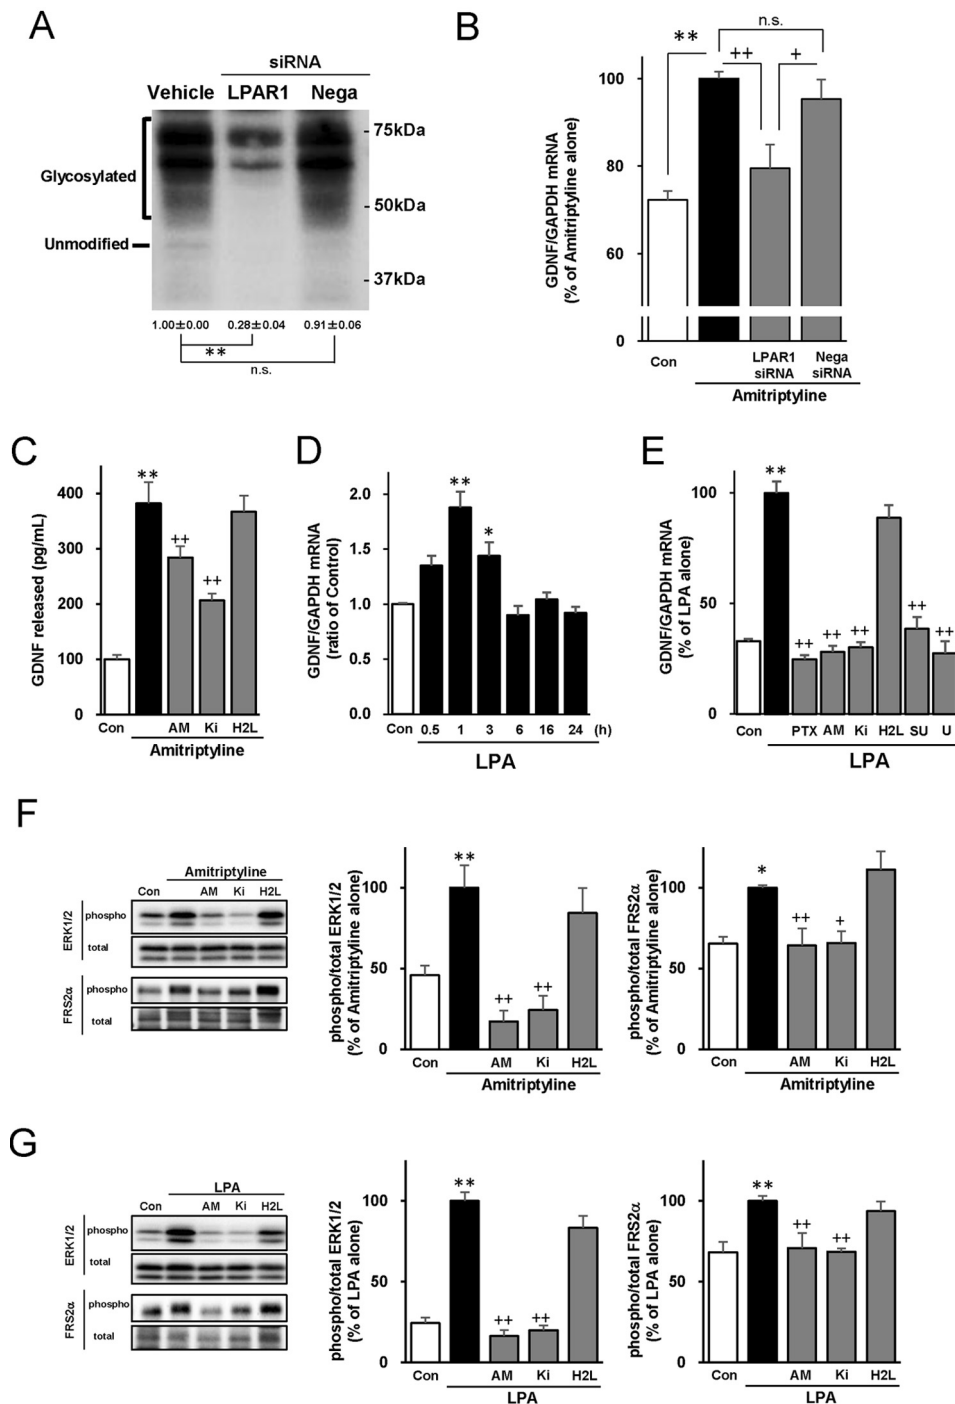 A
siRNA
Vehicle LPAR1 Nega
Glycosylated
Unmodified
75kDa
50kDa
37kDa
1.00±0.00 0.28±0.04 0.91±0.06
**
n.s.
B
GDNF/GAPDH mRNA
(% of Amitriptyline alone)
100
80
60
0
n.s.
** ++ +
Con LPAR1 siRNA Nega siRNA
Amitriptyline
C
GDNF released (pg/mL)
400
300
200
100
0
**
++
++
Con AM Ki H2L
Amitriptyline
D
GDNF/GAPDH mRNA
(ratio of Control)
2.0
1.5
1.0
0.5
0.0
**
*
Con 0.5 1 3 6 16 24 (h)
LPA
E
GDNF/GAPDH mRNA
(% of LPA alone)
100
50
0
**
++ ++ ++ ++ ++
Con PTX AM Ki H2L SU U
LPA
F
Amitriptyline
Con AM Ki H2L
ERK1/2
phospho
total
FRS2α
phospho
total
phospho/total ERK1/2
(% of Amitriptyline alone)
100
50
0
**
++ ++
Con AM Ki H2L
Amitriptyline
phospho/total FRS2α
(% of Amitriptyline alone)
100
50
0
*
++ +
Con AM Ki H2L
Amitriptyline
G
LPA
Con AM Ki H2L
ERK1/2
phospho
total
FRS2α
phospho
total
phospho/total ERK1/2
(% of LPA alone)
100
50
0
**
++ ++
Con AM Ki H2L
LPA
phospho/total FRS2α
(% of LPA alone)
100
50
0
**
++ ++
Con AM Ki H2L
LPA